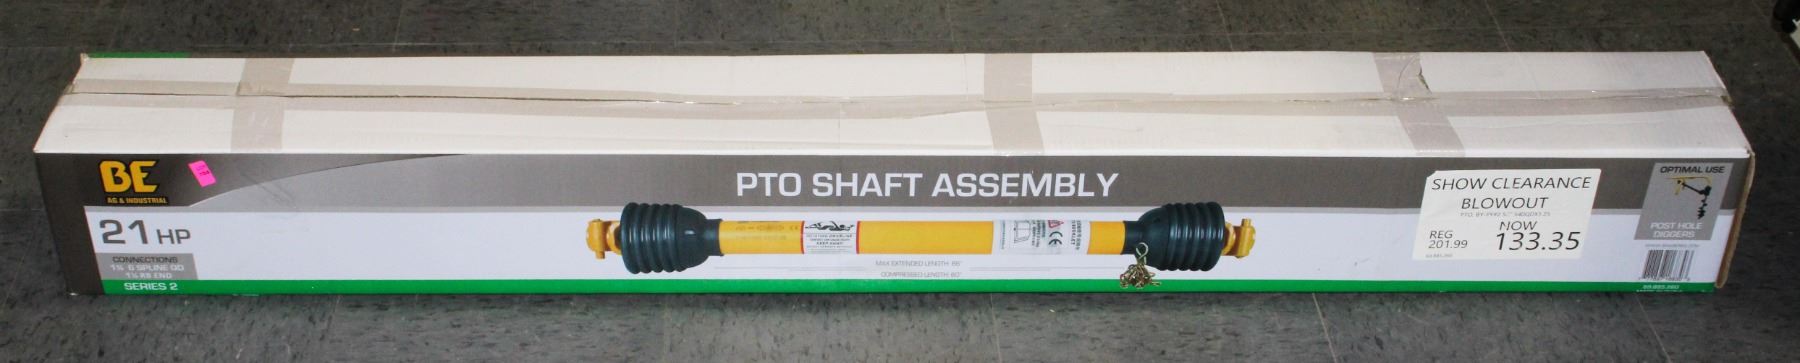 BE
AG & INDUSTRIAL
21 HP
CONNECTIONS
1⅜ 6 SPLINE QD
1¼ RB END
SERIES 2
PTO SHAFT ASSEMBLY
MAX EXTENDED LENGTH: 86"
COMPRESSED LENGTH: 60"
SHOW CLEARANCE
BLOWOUT
REG
201.99
NOW
133.35
OPTIMAL USE
POST HOLE
DIGGERS